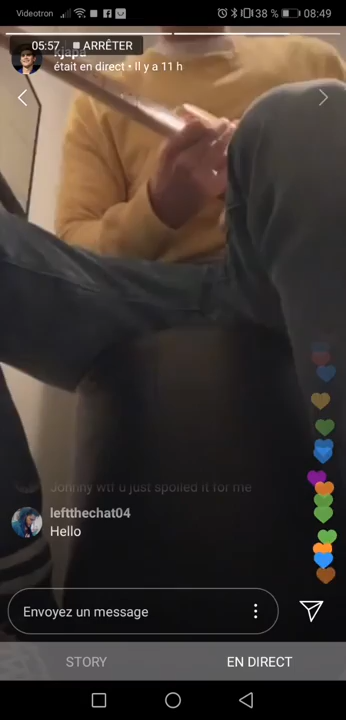 Videotron
38 %
08:49
05:57 ARRÊTER
kjapa
était en direct • Il y a 11 h
Johnny wtf u just spoiled it for me
leftthechat04
Hello
Envoyez un message
STORY
EN DIRECT